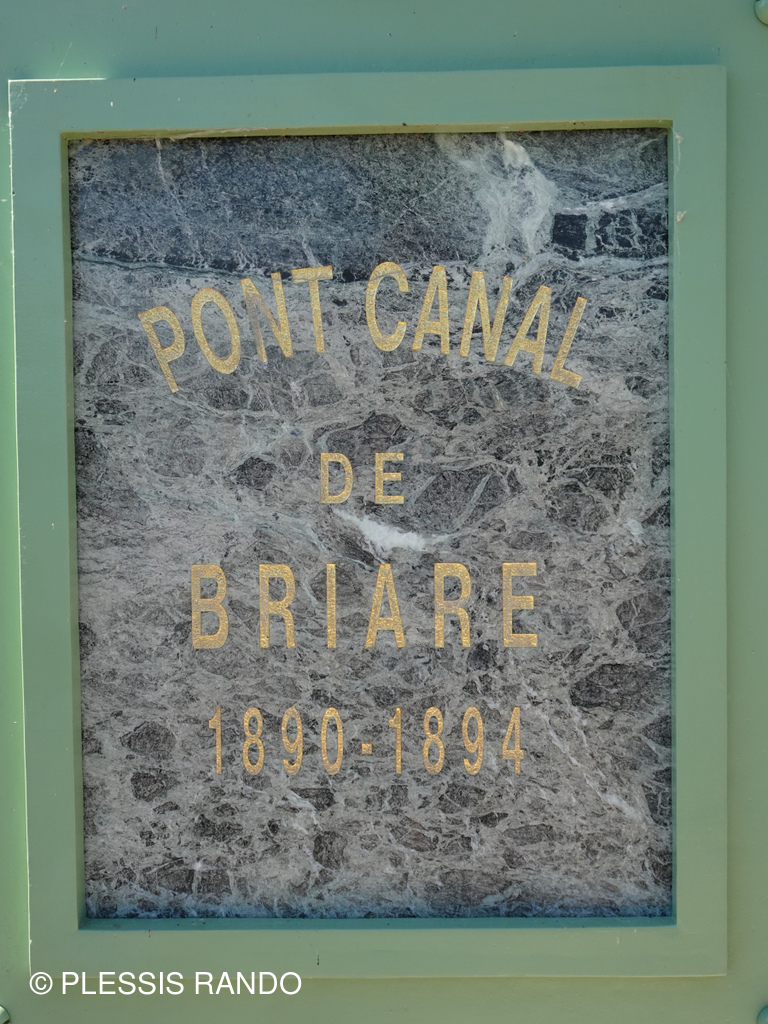 PONT CANAL
DE
BRIARE
1890-1894
© PLESSIS RANDO